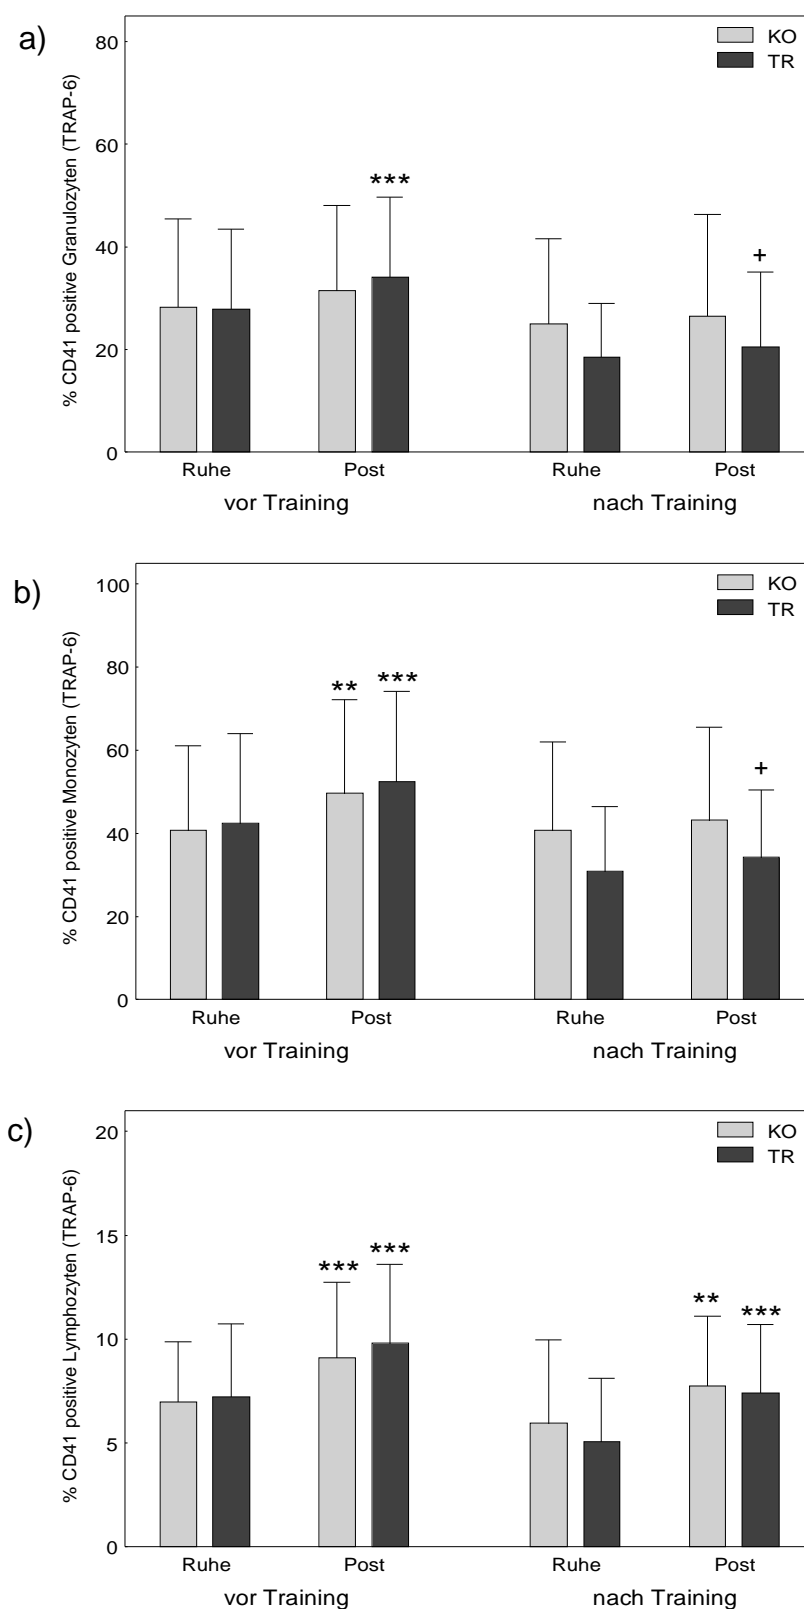 a)
% CD41 positive Granulozyten (TRAP-6)
80
60
40
20
0
KO
TR
***
+
Ruhe Post Ruhe Post
vor Training nach Training
b)
% CD41 positive Monozyten (TRAP-6)
100
80
60
40
20
0
KO
TR
** ***
+
Ruhe Post Ruhe Post
vor Training nach Training
c)
% CD41 positive Lymphozyten (TRAP-6)
20
15
10
5
0
KO
TR
*** ***
** ***
Ruhe Post Ruhe Post
vor Training nach Training